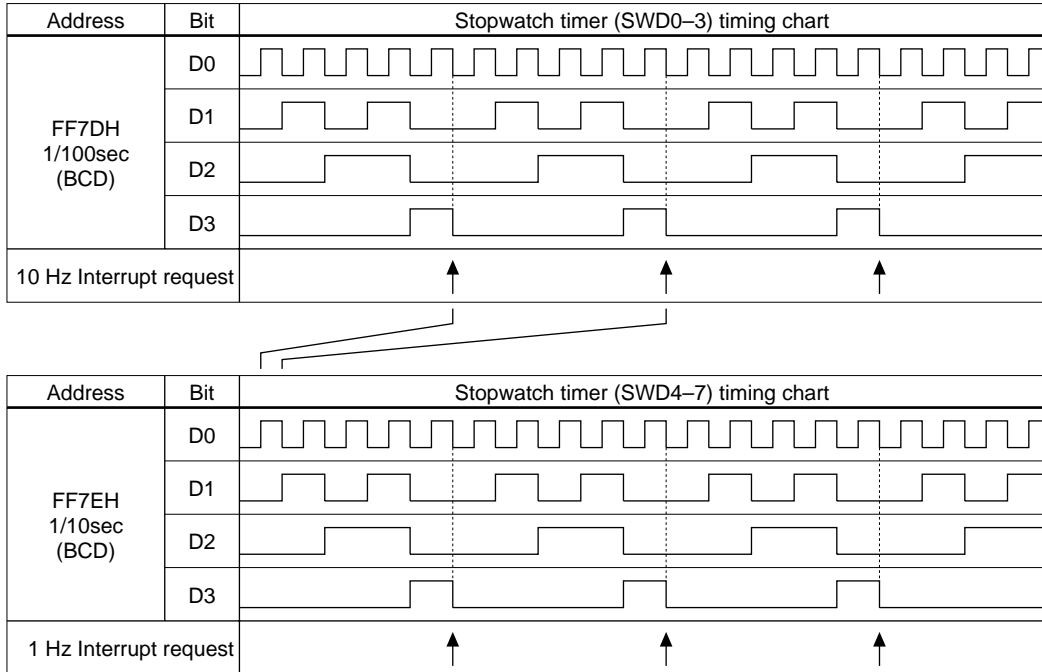 Address Bit Stopwatch timer (SWD0–3) timing chart
D0
D1
FF7DH
1/100sec
(BCD)
D2
D3
10 Hz Interrupt request
Address Bit Stopwatch timer (SWD4–7) timing chart
D0
D1
FF7EH
1/10sec
(BCD)
D2
D3
1 Hz Interrupt request